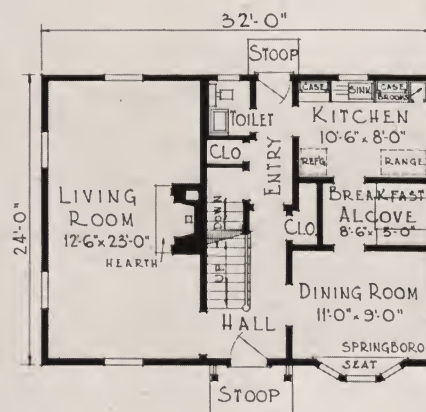 32'-0"
STOOP
CASE
SINK
CASE
BROOMS
TOILET
KITCHEN
10'-6" x 8'-0"
CLO
ENTRY
REFG
RANGE
24'-0"
LIVING
ROOM
12'-6" x 23'-0"
HEARTH
DOWN
UP
CLO.
BREAKFAST
ALCOVE
8'-6" x 5'-0"
DINING ROOM
11'-0" x 9'-0"
HALL
SPRINGBORO
SEAT
STOOP